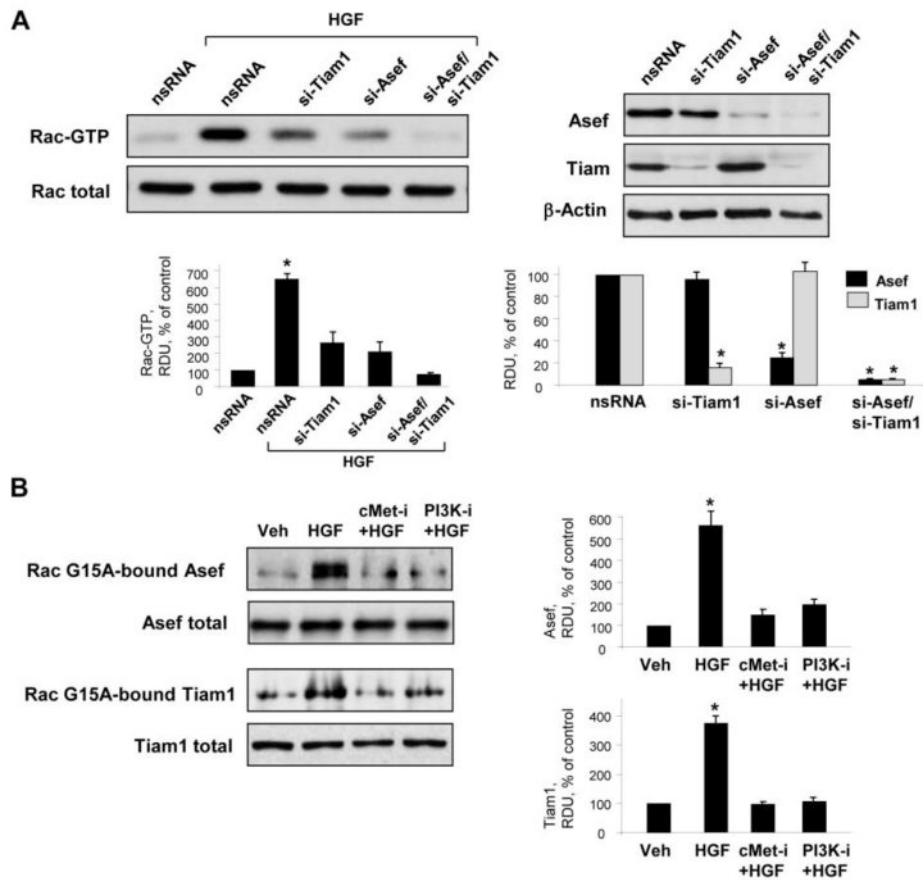 A
HGF
nsRNA
nsRNA
si-Tiam1
si-Asef
si-Asef/
si-Tiam1
Rac-GTP
Rac total
nsRNA
si-Tiam1
si-Asef
si-Asef/
si-Tiam1
Asef
Tiam
β-Actin
Rac-GTP,
RDU, % of control
700
600
500
400
300
200
100
0
*
nsRNA
nsRNA
si-Tiam1
si-Asef
si-Asef/
si-Tiam1
HGF
RDU, % of control
100
80
60
40
20
0
*
*
* *
Asef
Tiam1
nsRNA
si-Tiam1
si-Asef
si-Asef/
si-Tiam1
B
Veh
HGF
cMet-i
+HGF
PI3K-i
+HGF
Rac G15A-bound Asef
Asef total
Rac G15A-bound Tiam1
Tiam1 total
Asef,
RDU, % of control
600
500
400
200
100
0
*
Veh
HGF
cMet-i
+HGF
PI3K-i
+HGF
Tiam1,
RDU, % of control
400
300
200
100
0
*
Veh
HGF
cMet-i
+HGF
PI3K-i
+HGF